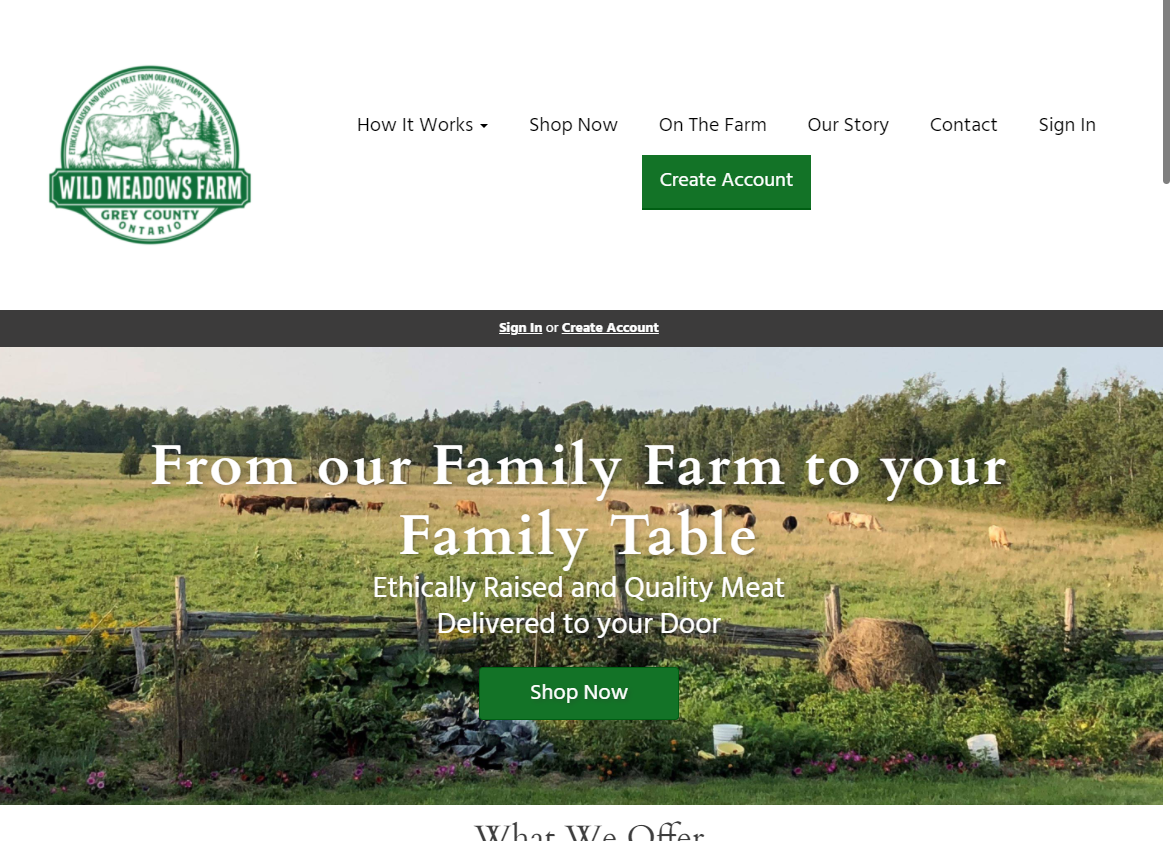 ETHICALLY RAISED AND QUALITY MEAT FROM OUR FAMILY FARM TO YOUR FAMILY TABLE
WILD MEADOWS FARM
GREY COUNTY
ONTARIO
How It Works
Shop Now
On The Farm
Our Story
Contact
Sign In
Create Account
Sign In or Create Account
From our Family Farm to your
Family Table
Ethically Raised and Quality Meat
Delivered to your Door
Shop Now
What We Offer